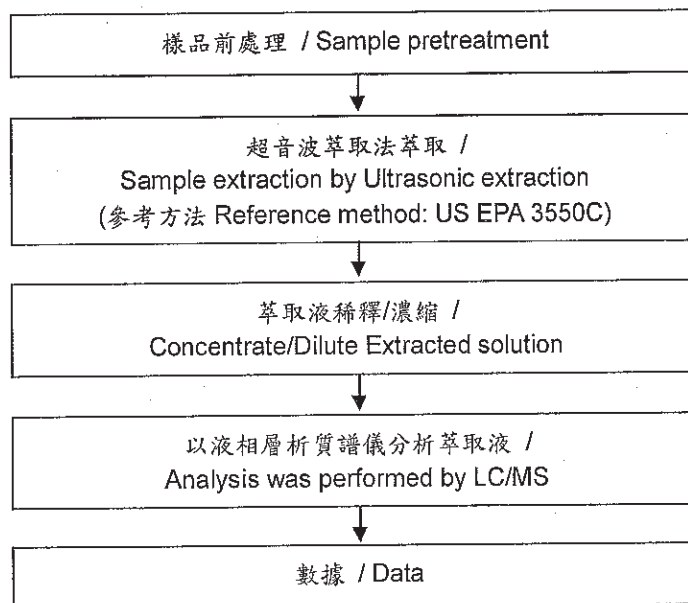 樣品前處理 / Sample pretreatment
超音波萃取法萃取 /
Sample extraction by Ultrasonic extraction
(參考方法 Reference method: US EPA 3550C)
萃取液稀釋/濃縮 /
Concentrate/Dilute Extracted solution
以液相層析質譜儀分析萃取液 /
Analysis was performed by LC/MS
數據 / Data